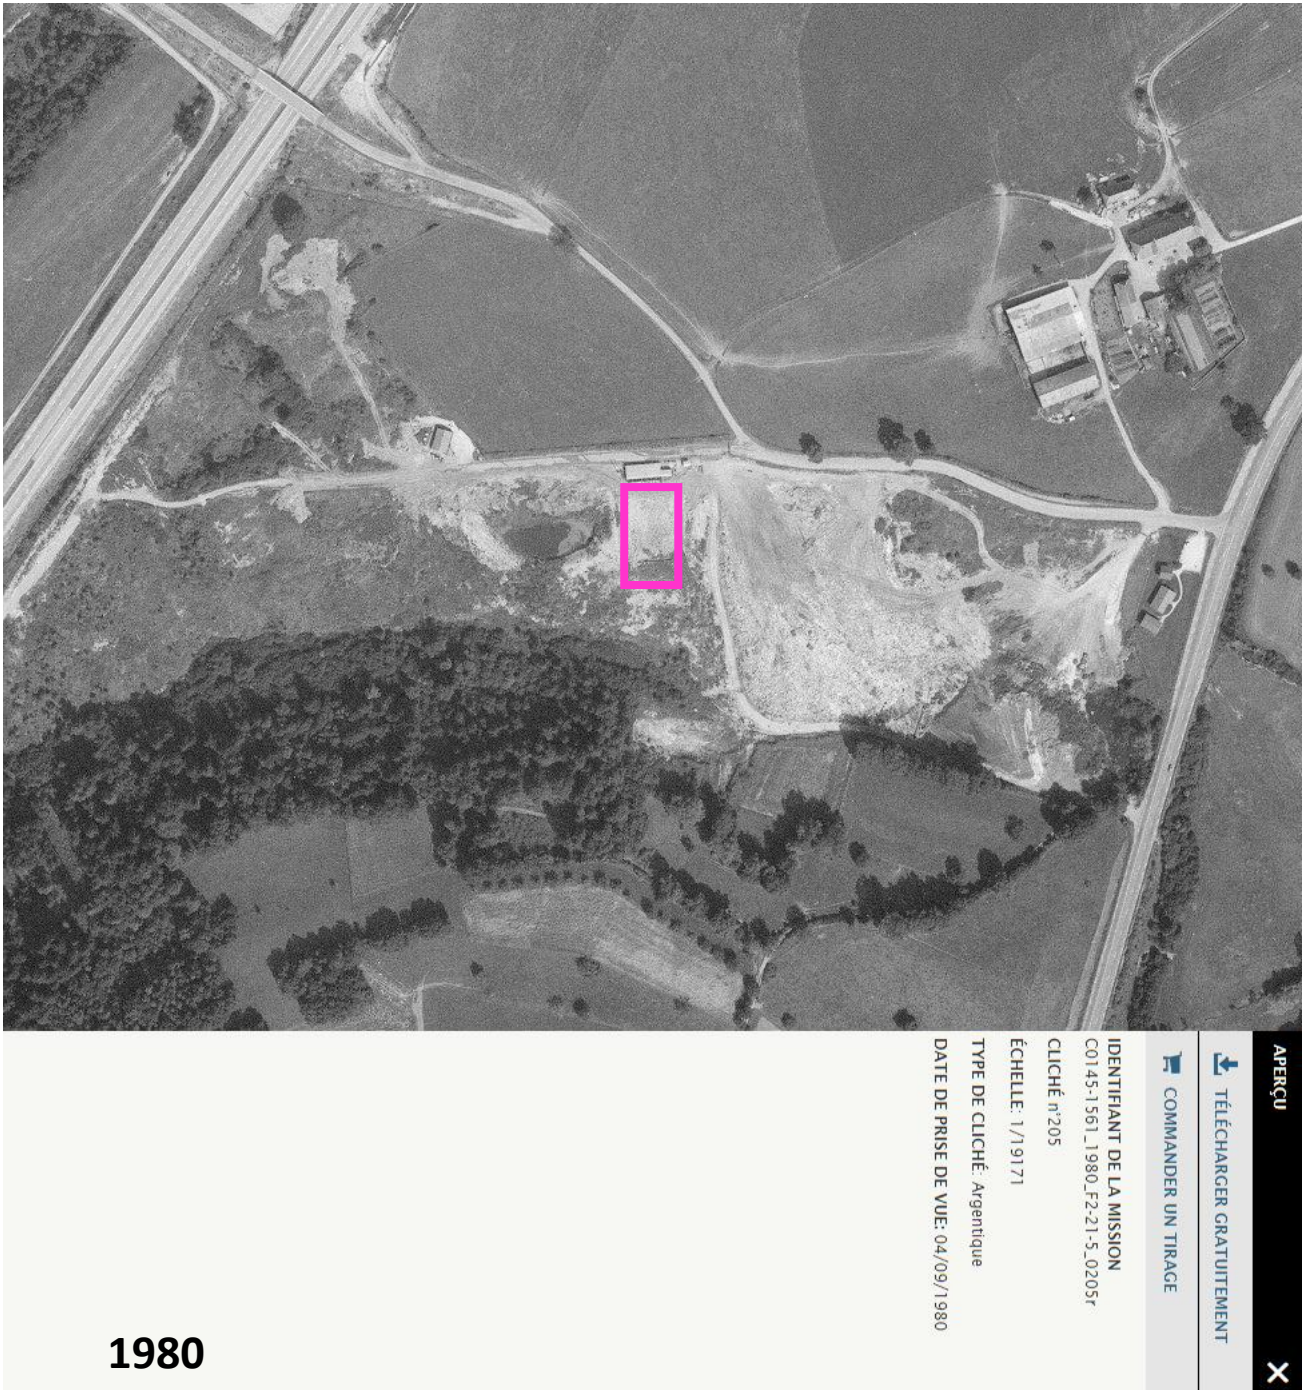 APERÇU
TÉLÉCHARGER GRATUITEMENT
COMMANDER UN TIRAGE
IDENTIFIANT DE LA MISSION
C0145-1561_1980_F2-21-5_0205r
CLICHÉ n°205
ÉCHELLE: 1/19171
TYPE DE CLICHÉ: Argentique
DATE DE PRISE DE VUE: 04/09/1980
1980